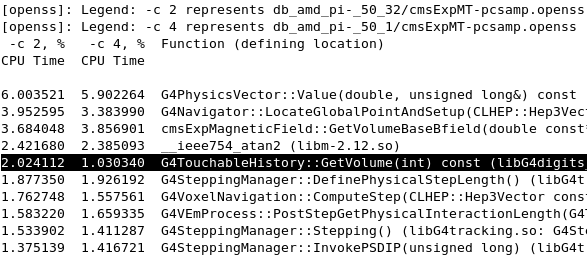 [openss]: Legend: -c 2 represents db_amd_pi-_50_32/cmsExpMT-pcsamp.openss
[openss]: Legend: -c 4 represents db_amd_pi-_50_1/cmsExpMT-pcsamp.openss
-c 2, % -c 4, % Function (defining location)
CPU Time CPU Time
6.003521 5.902264 G4PhysicsVector::Value(double, unsigned long&) const
3.952595 3.383990 G4Navigator::LocateGlobalPointAndSetup(CLHEP::Hep3Vect
3.684048 3.856901 cmsExpMagneticField::GetVolumeBaseBfield(double const*
2.421680 2.385093 __ieee754_atan2 (libm-2.12.so)
2.024112 1.030340 G4TouchableHistory::GetVolume(int) const (libG4digits
1.877350 1.926192 G4SteppingManager::DefinePhysicalStepLength() (libG4t
1.762748 1.557561 G4VoxelNavigation::ComputeStep(CLHEP::Hep3Vector cons
1.583220 1.659335 G4VEmProcess::PostStepGetPhysicalInteractionLength(G4
1.533902 1.411287 G4SteppingManager::Stepping() (libG4tracking.so: G4Ste
1.375139 1.416721 G4SteppingManager::InvokePSDIP(unsigned long) (libG4t